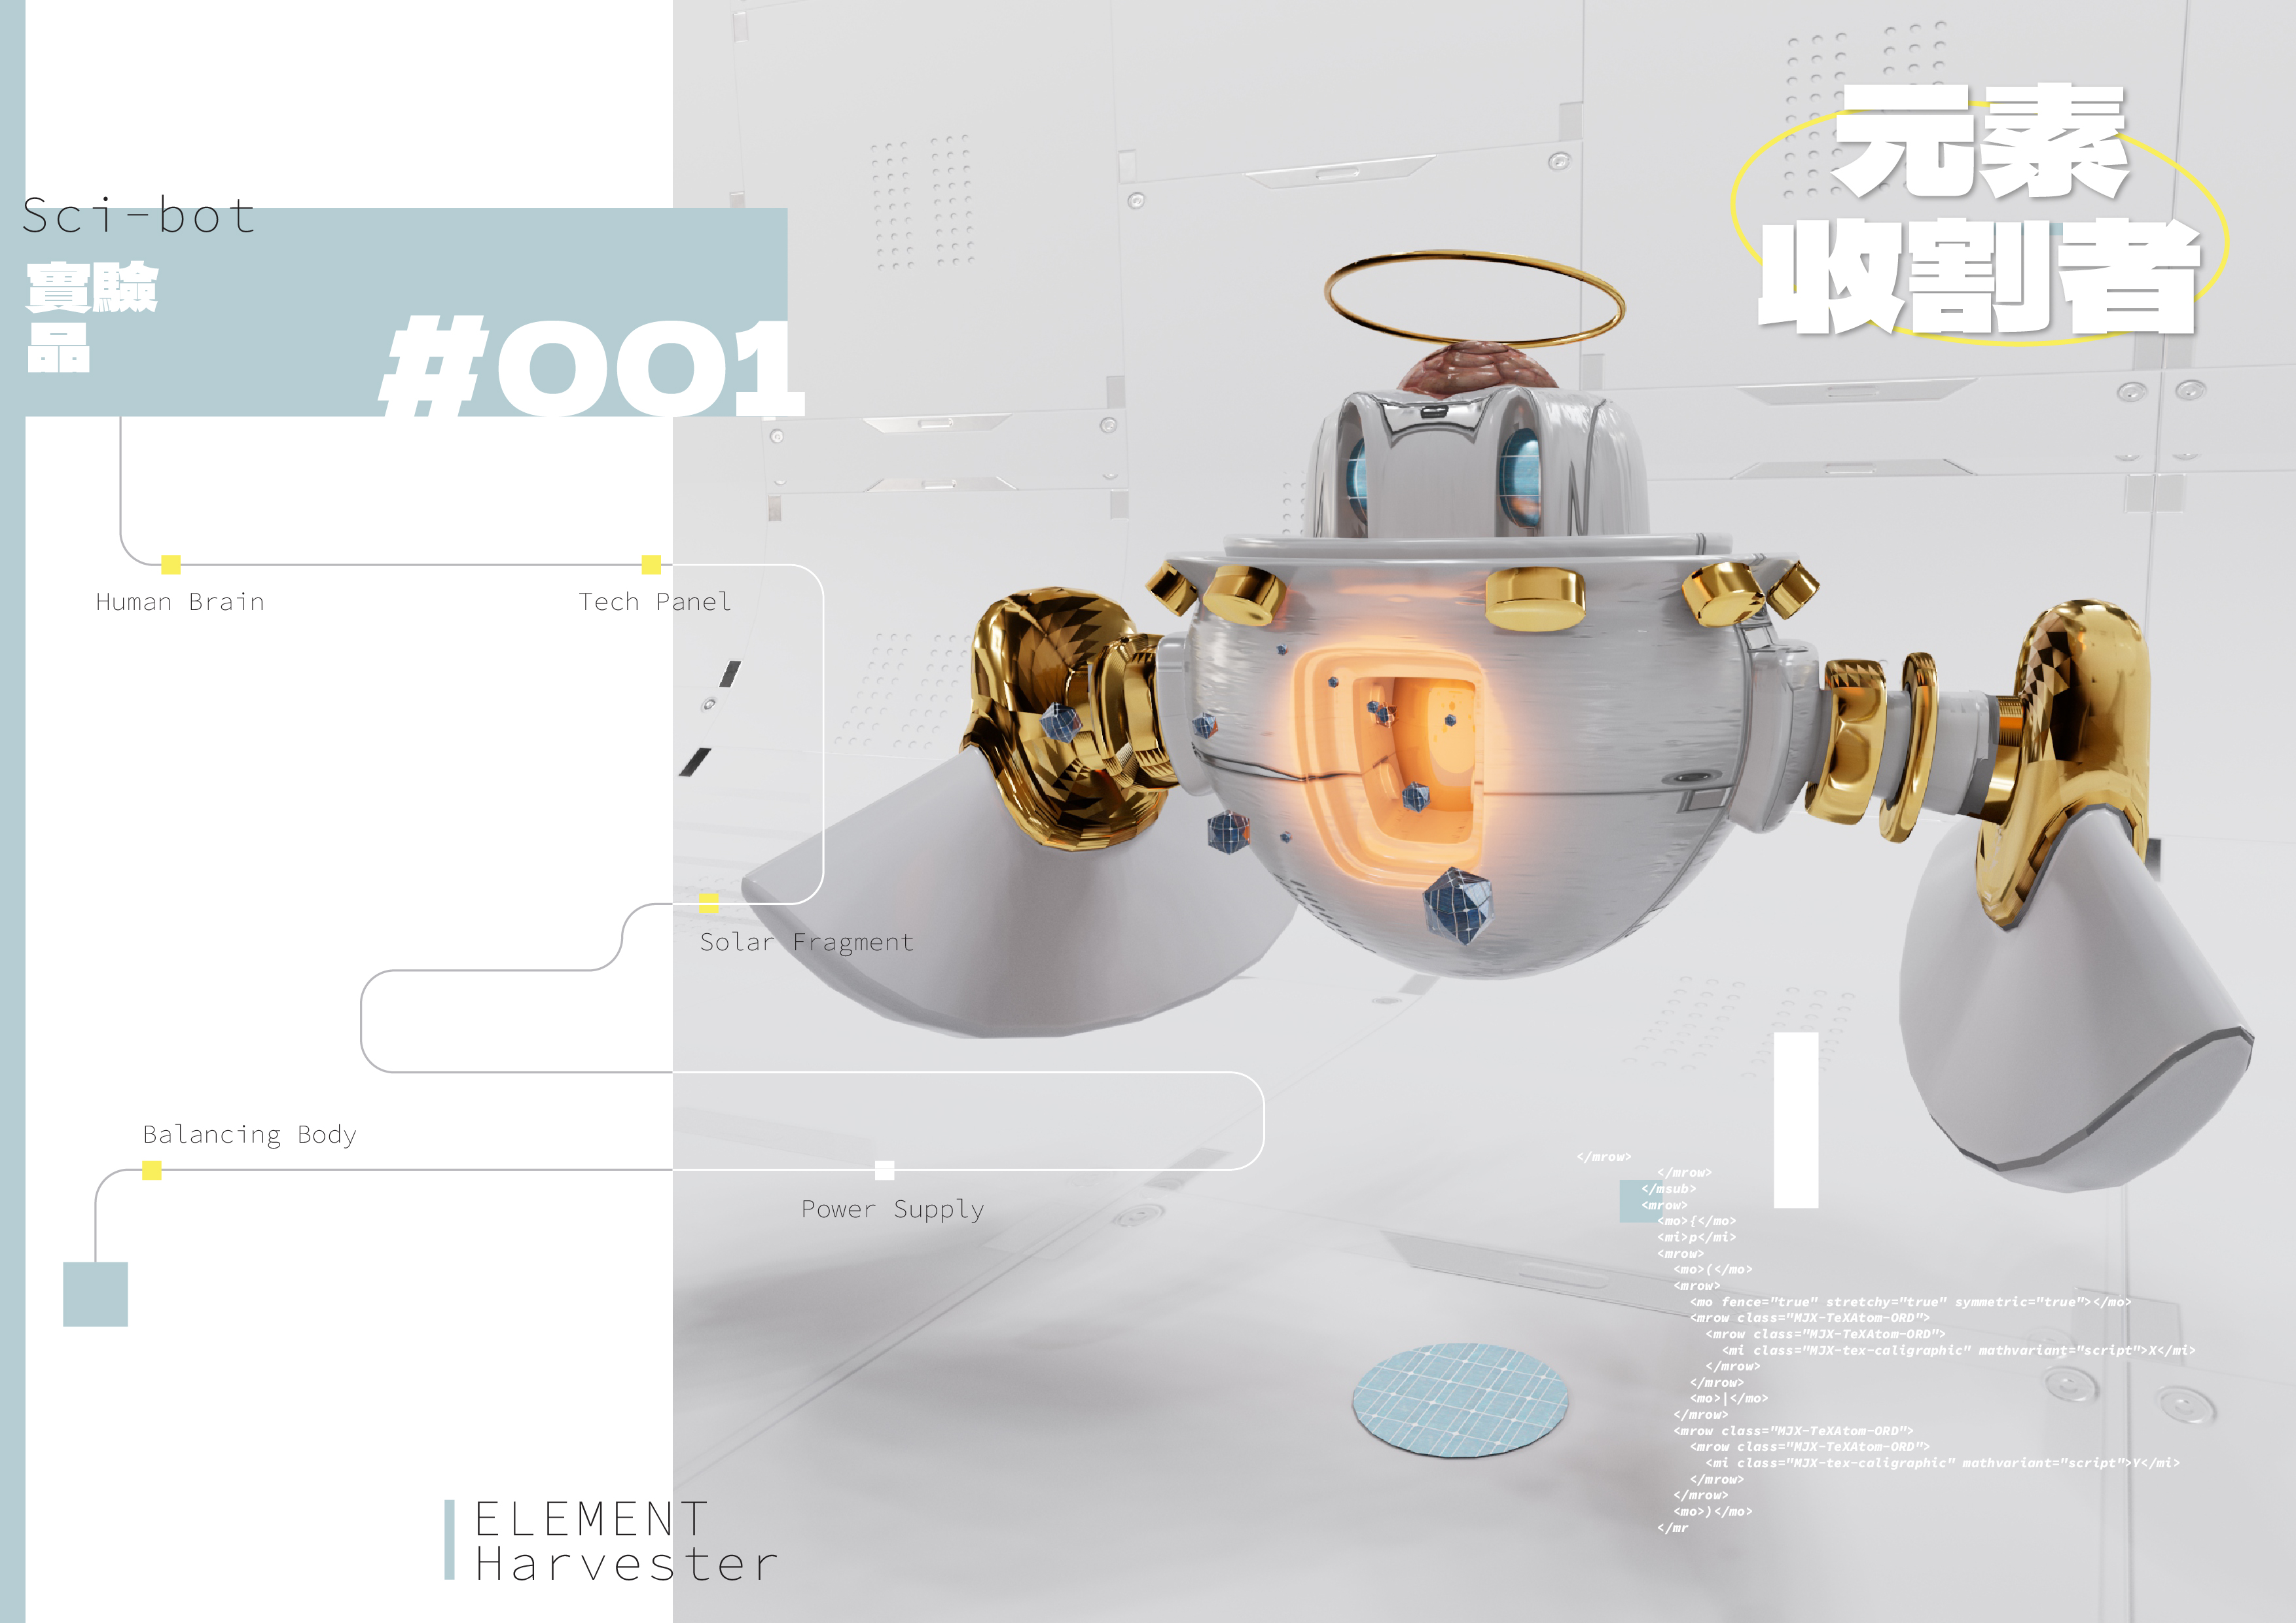 Sci-bot
實驗
品
#001
元素
收割者
Human Brain
Tech Panel
Solar Fragment
Balancing Body
Power Supply
</mrow>
</mrow>
</msub>
<mrow>
<mo>{</mo>
<mi>p</mi>
<mrow>
<mo>(</mo>
<mrow>
<mo fence="true" stretchy="true" symmetric="true"></mo>
<mrow class="MJX-TeXAtom-ORD">
<mrow class="MJX-TeXAtom-ORD">
<mi class="MJX-tex-caligraphic" mathvariant="script">X</mi>
</mrow>
</mrow>
<mo>|</mo>
</mrow>
<mrow class="MJX-TeXAtom-ORD">
<mrow class="MJX-TeXAtom-ORD">
<mi class="MJX-tex-caligraphic" mathvariant="script">Y</mi>
</mrow>
</mrow>
<mo>)</mo>
</mr
ELEMENT
Harvester